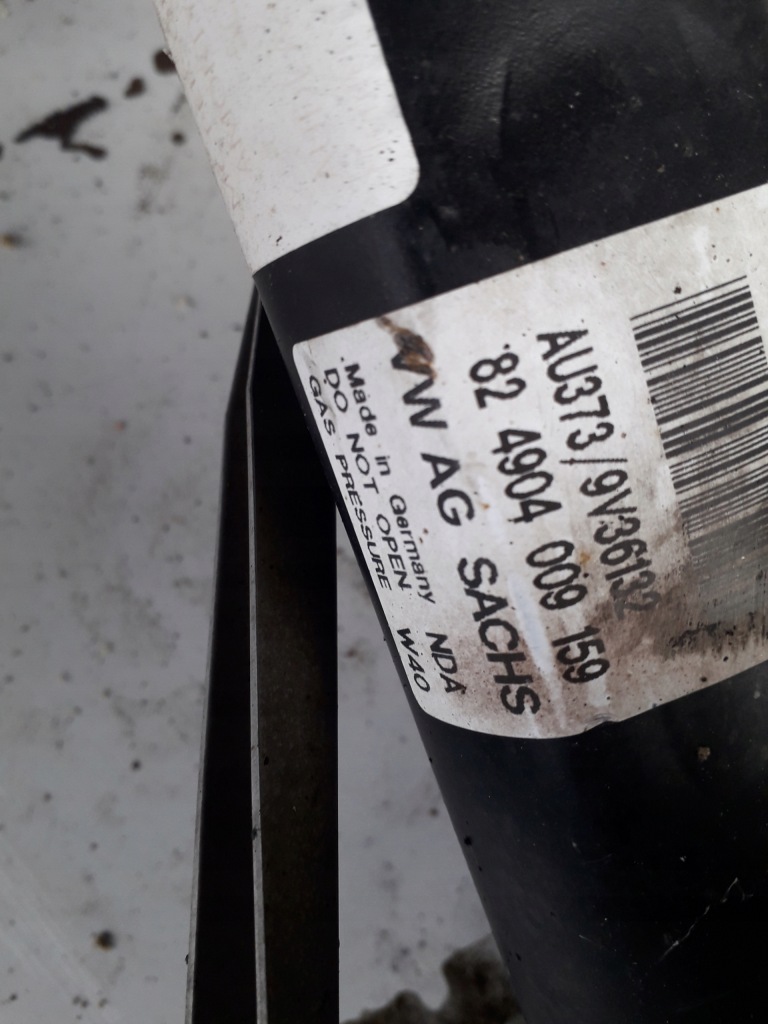 AU373/9V36132
82 4904 009 159
VW AG SACHS
Made in Germany NDA
DO NOT OPEN
GAS PRESSURE W40